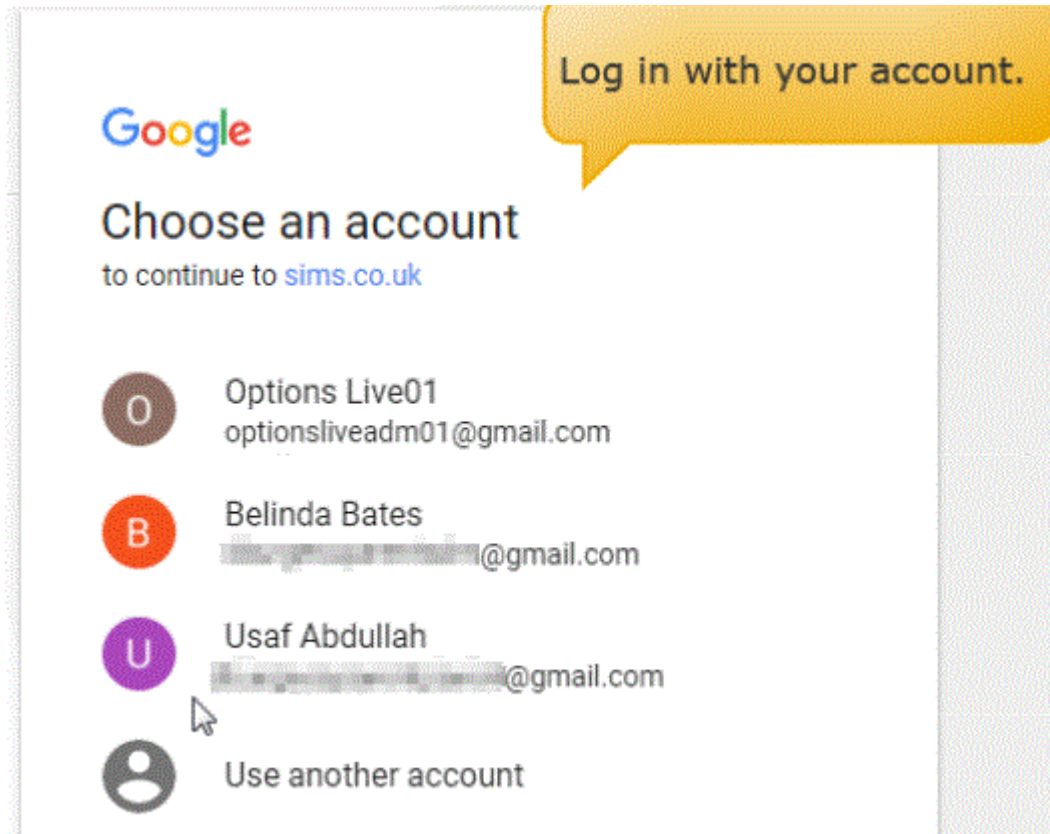 Log in with your account.
Google
Choose an account
to continue to sims.co.uk
O
Options Live01
optionsliveadm01@gmail.com
B
Belinda Bates
@gmail.com
U
Usaf Abdullah
@gmail.com
Use another account